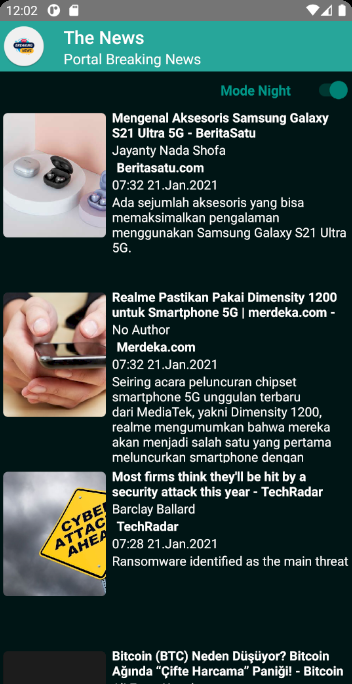 12:02
The News
Portal Breaking News
BREAKING
NEWS
Mode Night
Mengenal Aksesoris Samsung Galaxy
S21 Ultra 5G - BeritaSatu
Jayanty Nada Shofa
Beritasatu.com
07:32 21.Jan.2021
Ada sejumlah aksesoris yang bisa
memaksimalkan pengalaman
menggunakan Samsung Galaxy S21 Ultra
5G.
Realme Pastikan Pakai Dimensity 1200
untuk Smartphone 5G | merdeka.com -
No Author
Merdeka.com
07:32 21.Jan.2021
Seiring acara peluncuran chipset
smartphone 5G unggulan terbaru
dari MediaTek, yakni Dimensity 1200,
realme mengumumkan bahwa mereka
akan menjadi salah satu yang pertama
meluncurkan smartphone dengan
CYBER
ATTACK
AHEA
Most firms think they'll be hit by a
security attack this year - TechRadar
Barclay Ballard
TechRadar
07:28 21.Jan.2021
Ransomware identified as the main threat
Bitcoin (BTC) Neden Düşüyor? Bitcoin
Ağında “Çifte Harcama” Paniği! - Bitcoin